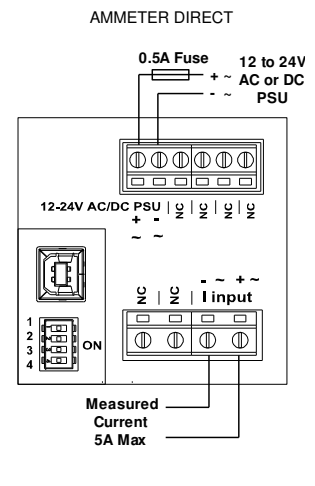 AMMETER DIRECT
0.5A Fuse
+ ~
- ~
12 to 24V
AC or DC
PSU
12-24V AC/DC PSU | NC | NC | NC | NC
+ -
~ ~
- ~ + ~
NC | NC | I input
1
2
3
4
ON
Measured
Current
5A Max